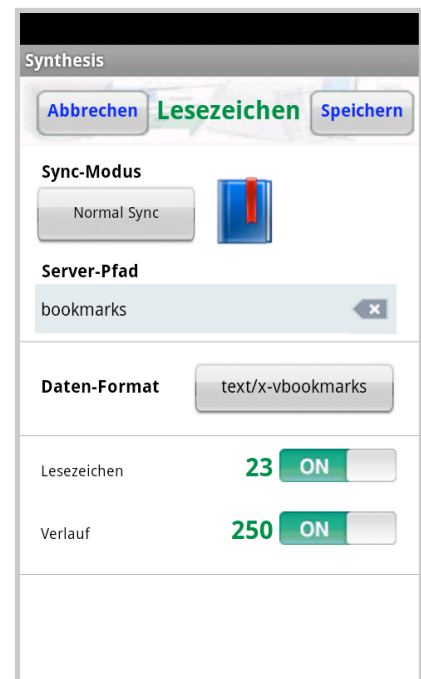 Synthesis
Abbrechen Lesezeichen Speichern
Sync-Modus
Normal Sync
Server-Pfad
bookmarks
Daten-Format text/x-vbookmarks
Lesezeichen 23 ON
Verlauf 250 ON